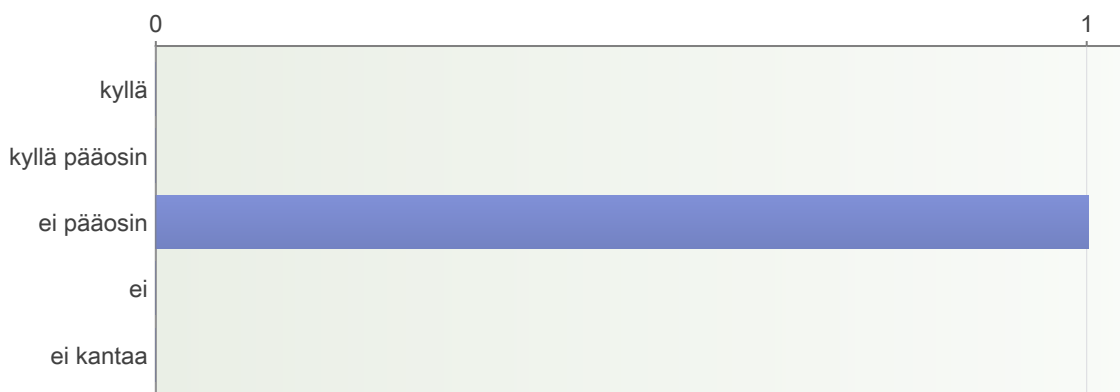 0 1
kyllä
kyllä pääosin
ei pääosin
ei
ei kantaa